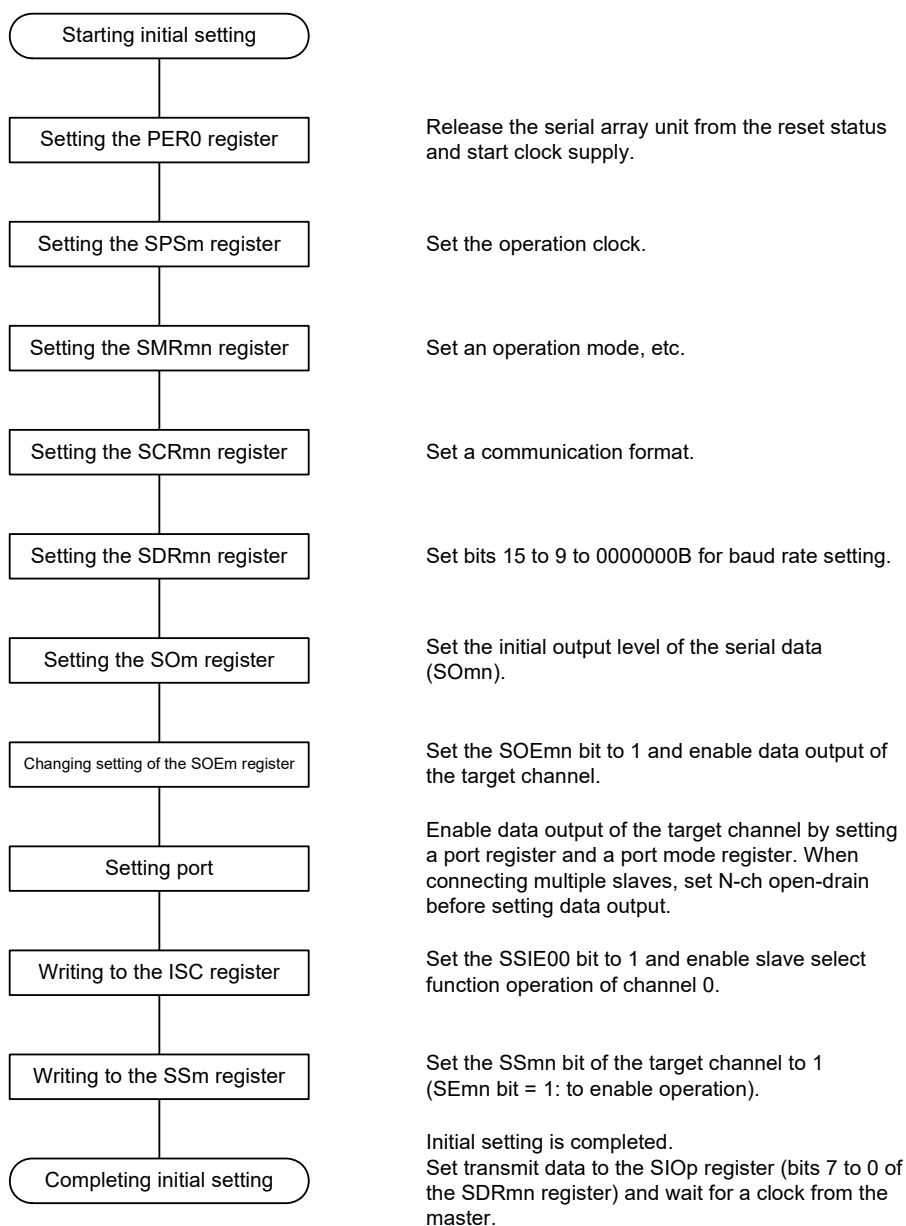 Starting initial setting
Setting the PER0 register
Release the serial array unit from the reset status
and start clock supply.
Setting the SPSm register
Set the operation clock.
Setting the SMRmn register
Set an operation mode, etc.
Setting the SCRmn register
Set a communication format.
Setting the SDRmn register
Set bits 15 to 9 to 0000000B for baud rate setting.
Setting the SOm register
Set the initial output level of the serial data
(SOmn).
Changing setting of the SOEm register
Set the SOEmn bit to 1 and enable data output of
the target channel.
Setting port
Enable data output of the target channel by setting
a port register and a port mode register. When
connecting multiple slaves, set N-ch open-drain
before setting data output.
Writing to the ISC register
Set the SSIE00 bit to 1 and enable slave select
function operation of channel 0.
Writing to the SSm register
Set the SSmn bit of the target channel to 1
(SEmn bit = 1: to enable operation).
Completing initial setting
Initial setting is completed.
Set transmit data to the SIOp register (bits 7 to 0 of
the SDRmn register) and wait for a clock from the
master.